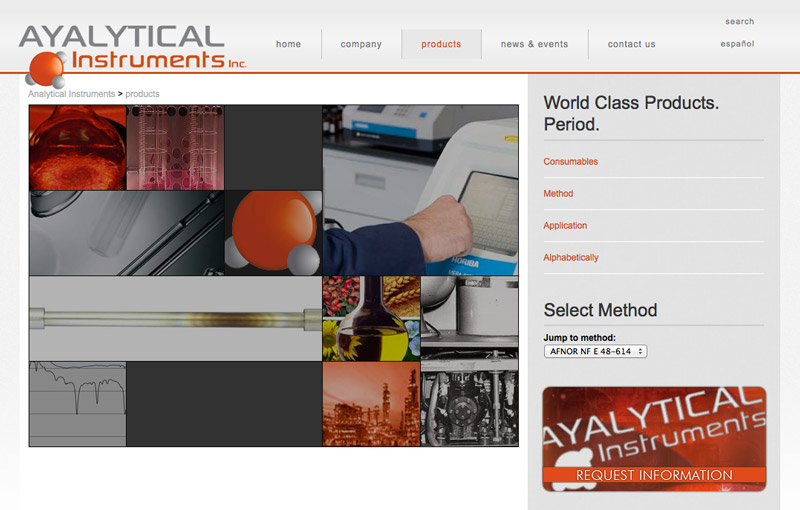 search
AYALYTICAL
Instruments Inc.
home company products news & events contact us
español
Analytical Instruments > products
World Class Products.
Period.
Consumables
Method
Application
Alphabetically
HORIBA
Select Method
Jump to method:
AFNOR NF E 48-614
AYALYTICAL
Instruments
REQUEST INFORMATION